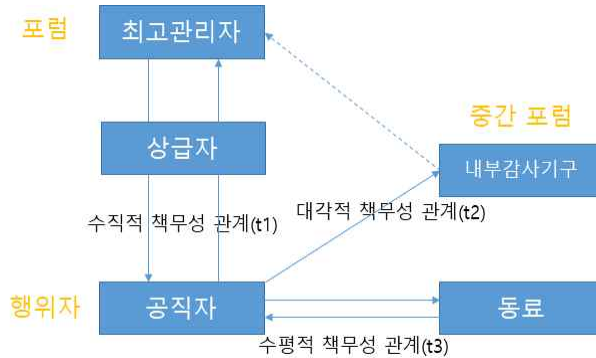 포럼
최고관리자
중간 포럼
상급자
내부감사기구
대각적 책무성 관계(t2)
수직적 책무성 관계(t1)
행위자
공직자
동료
수평적 책무성 관계(t3)